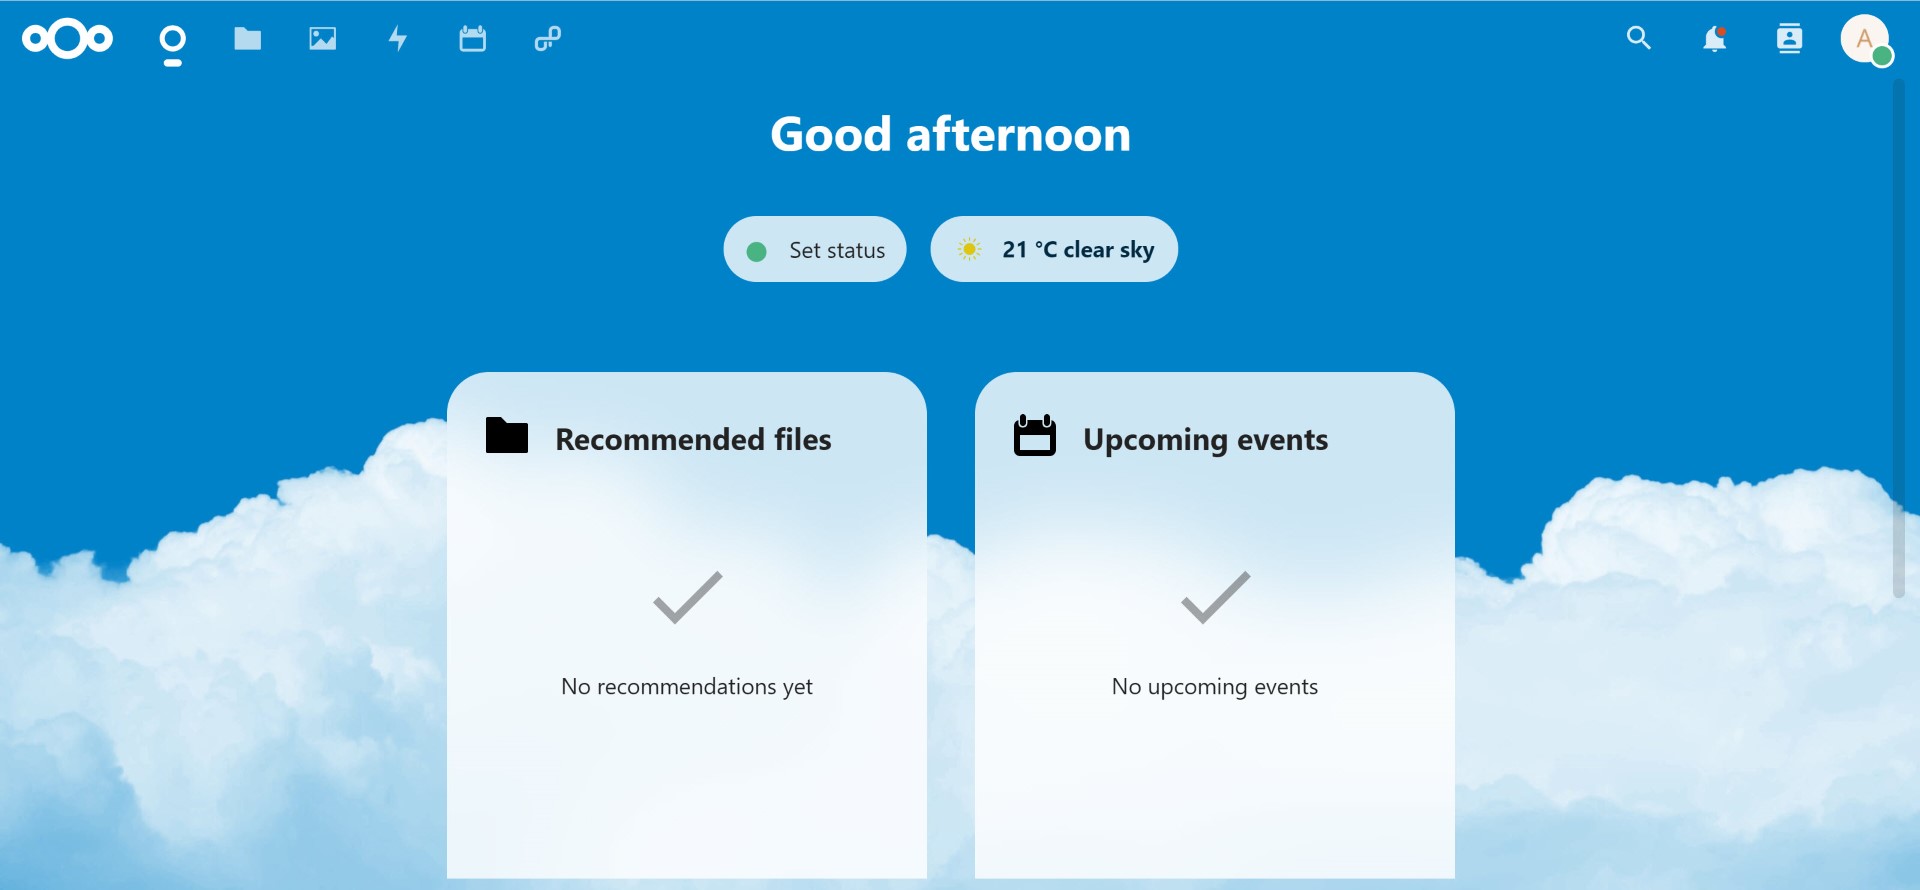 A
Good afternoon
Set status
21 °C clear sky
Recommended files
Upcoming events
No recommendations yet
No upcoming events